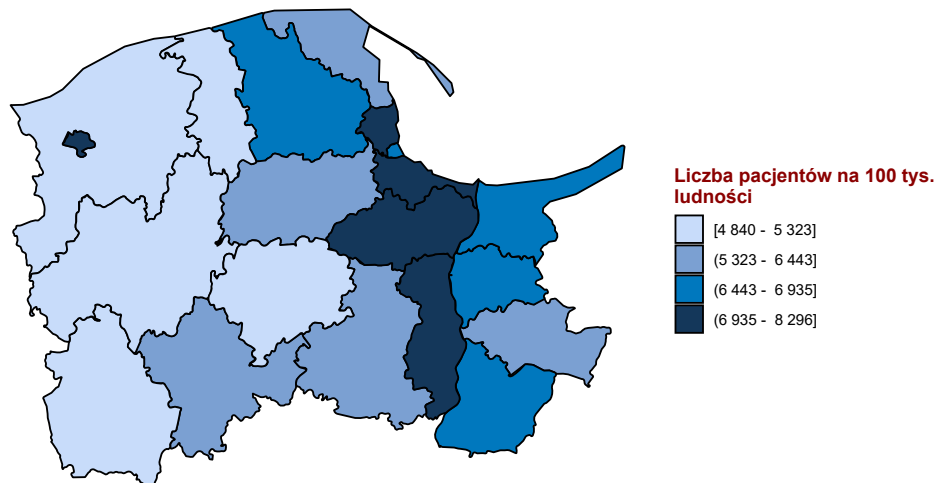 Liczba pacjentów na 100 tys.
ludności
[4 840 - 5 323]
(5 323 - 6 443]
(6 443 - 6 935]
(6 935 - 8 296]